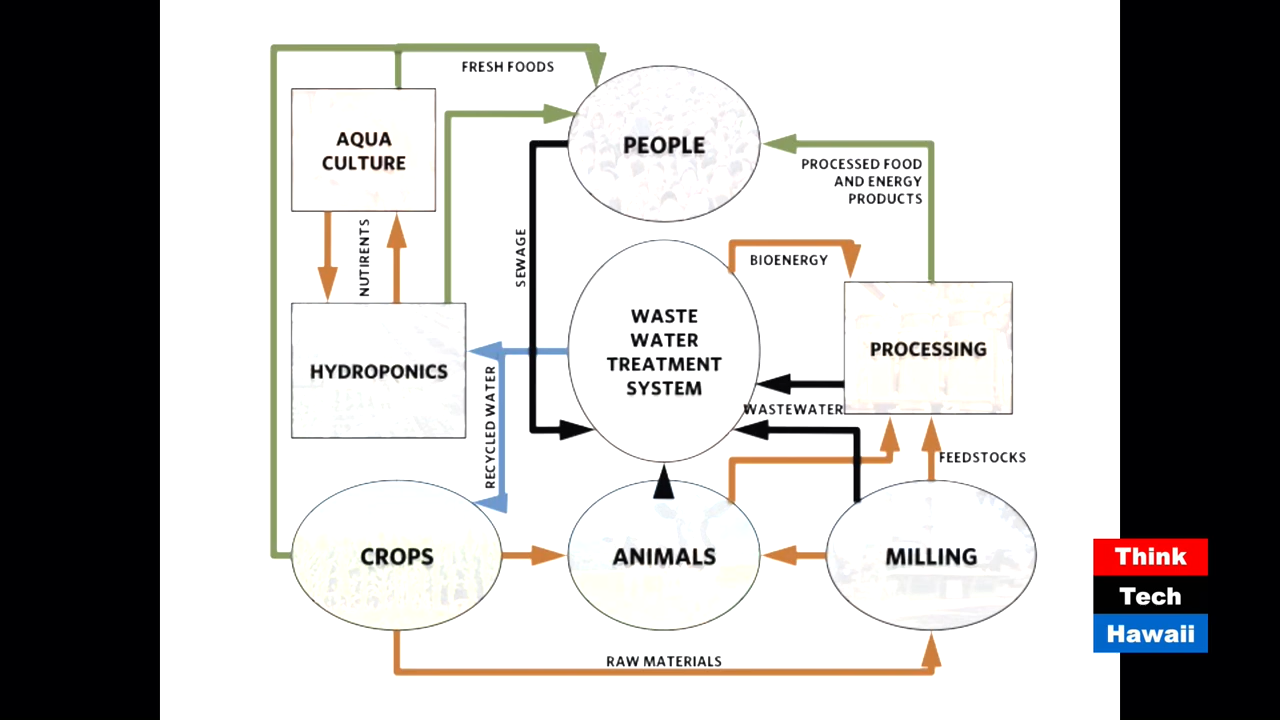 FRESH FOODS
AQUA
CULTURE
PEOPLE
PROCESSED FOOD
AND ENERGY
PRODUCTS
NUTIRENTS
SEWAGE
BIOENERGY
WASTE
WATER
TREATMENT
SYSTEM
HYDROPONICS
PROCESSING
RECYCLED WATER
WASTEWATER
FEEDSTOCKS
CROPS
ANIMALS
MILLING
RAW MATERIALS
Think
Tech
Hawaii